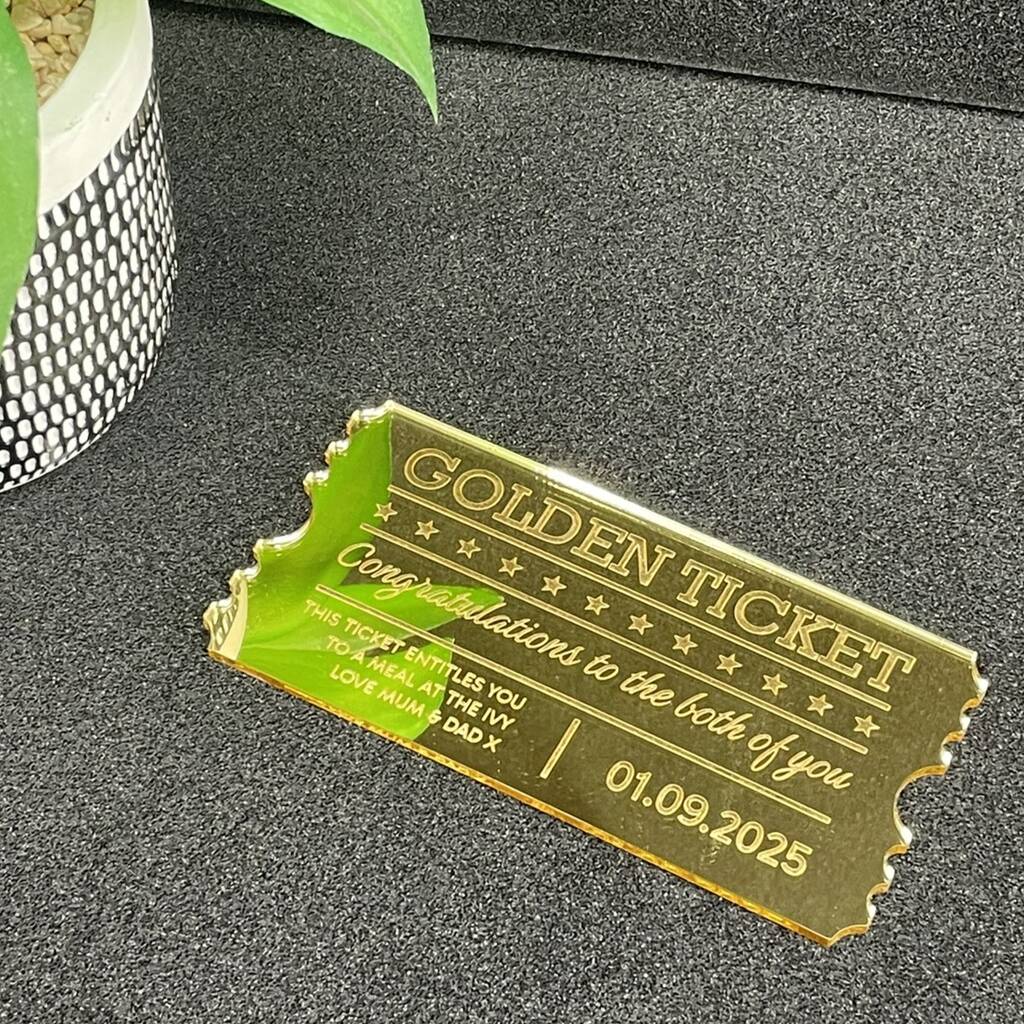 GOLDEN TICKET
Congratulations to the both of you
THIS TICKET ENTITLES YOU
TO A MEAL AT THE IVY
LOVE MUM & DAD X
01.09.2025